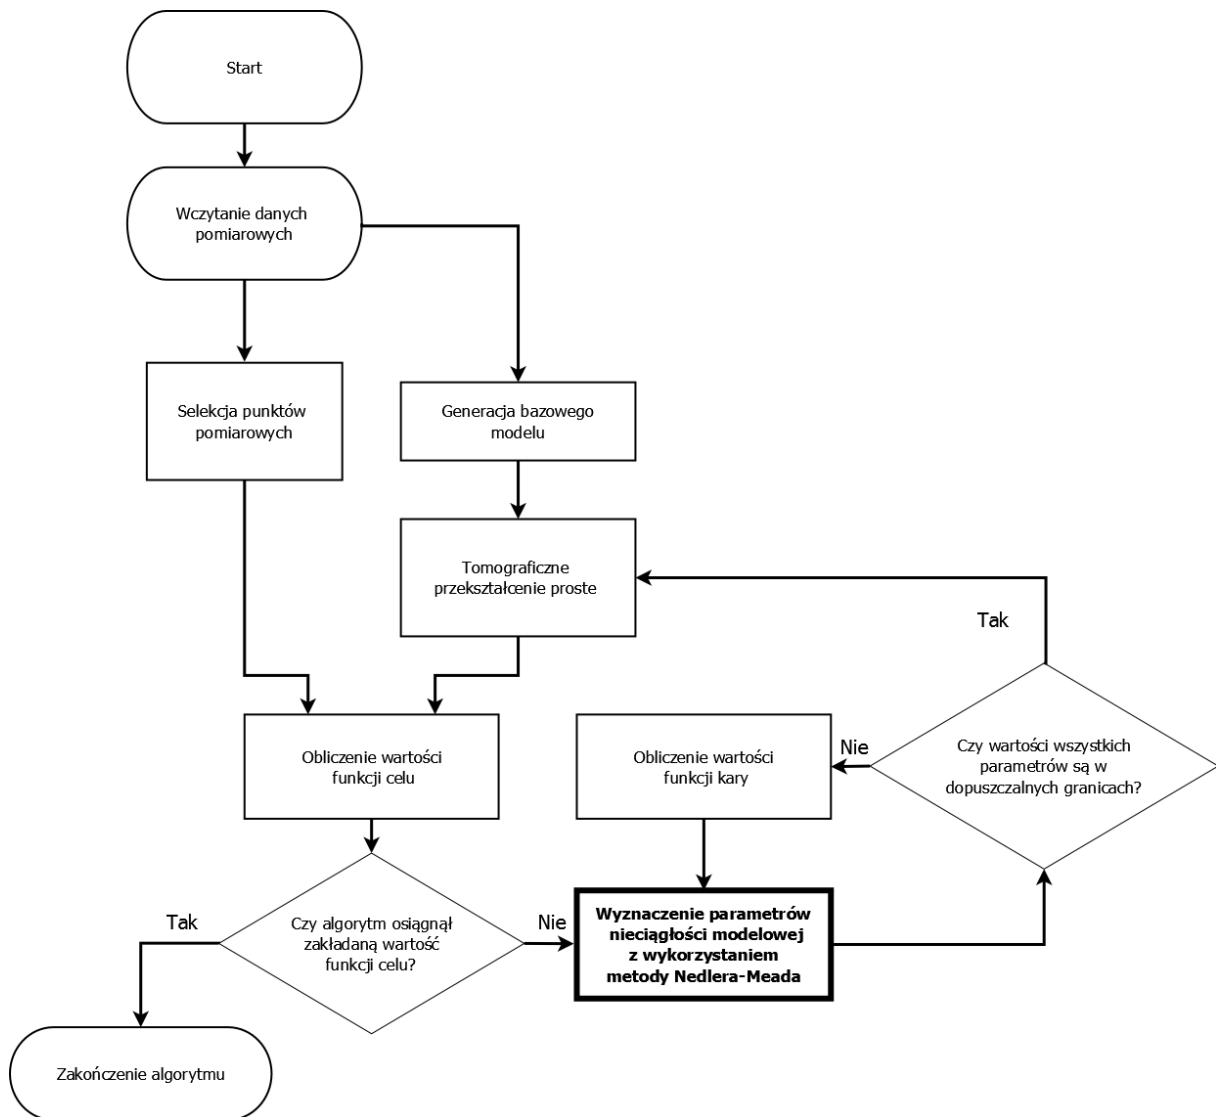 Start
Wczytanie danych
pomiarowych
Selekcja punktów
pomiarowych
Generacja bazowego
modelu
Tomograficzne
przekształcenie proste
Tak
Obliczenie wartości
funkcji celu
Obliczenie wartości
funkcji kary
Nie
Czy wartości wszystkich
parametrów są w
dopuszczalnych granicach?
Tak
Czy algorytm osiągnął
zakładaną wartość
funkcji celu?
Nie
Wyznaczenie parametrów
nieciągłości modelowej
z wykorzystaniem
metody Nedlera-Meada
Zakończenie algorytmu